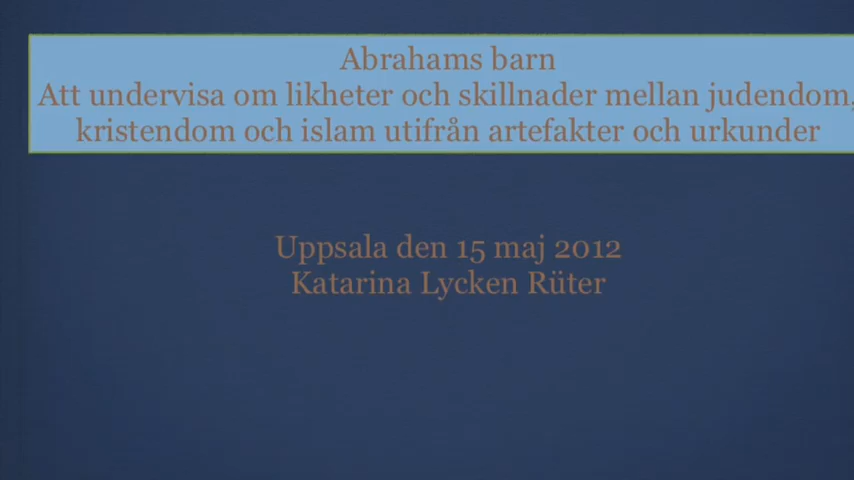 Abrahams barn
Att undervisa om likheter och skillnader mellan judendom,
kristendom och islam utifrån artefakter och urkunder
Uppsala den 15 maj 2012
Katarina Lycken Rüter